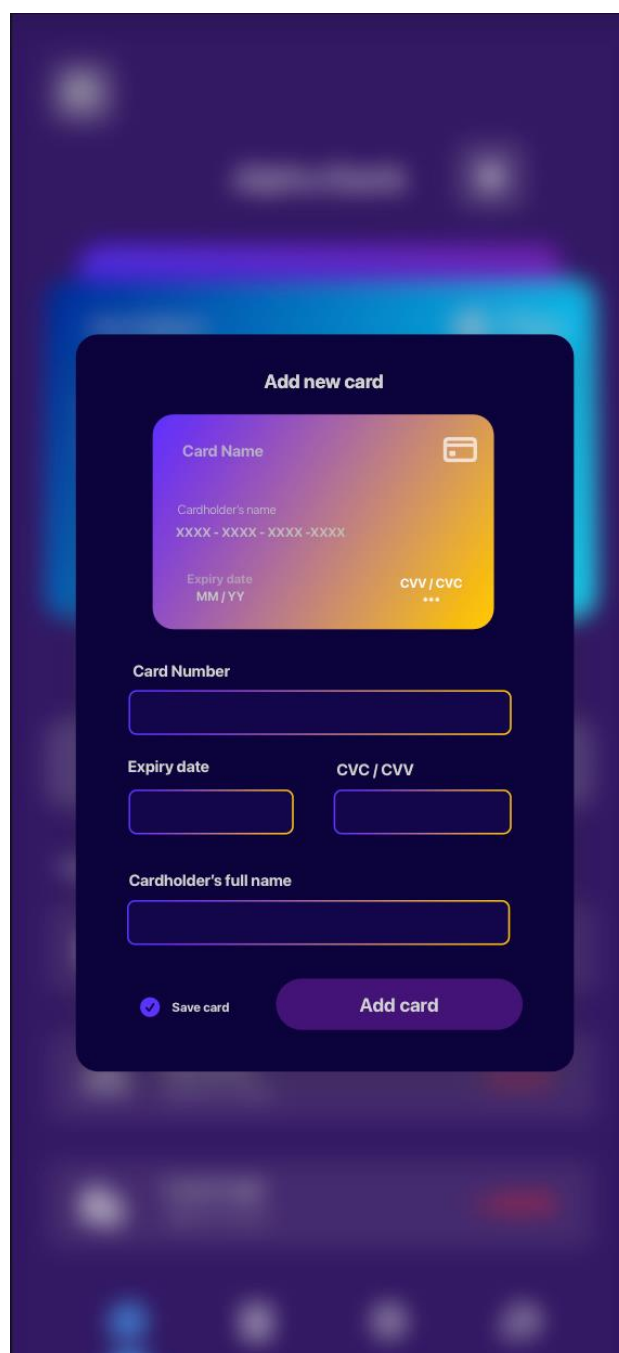 Add new card
Card Name
Cardholder's name
XXXX - XXXX - XXXX -XXXX
Expiry date CVV / CVC
MM / YY ***
Card Number
Expiry date CVC / CVV
Cardholder's full name
Save card Add card